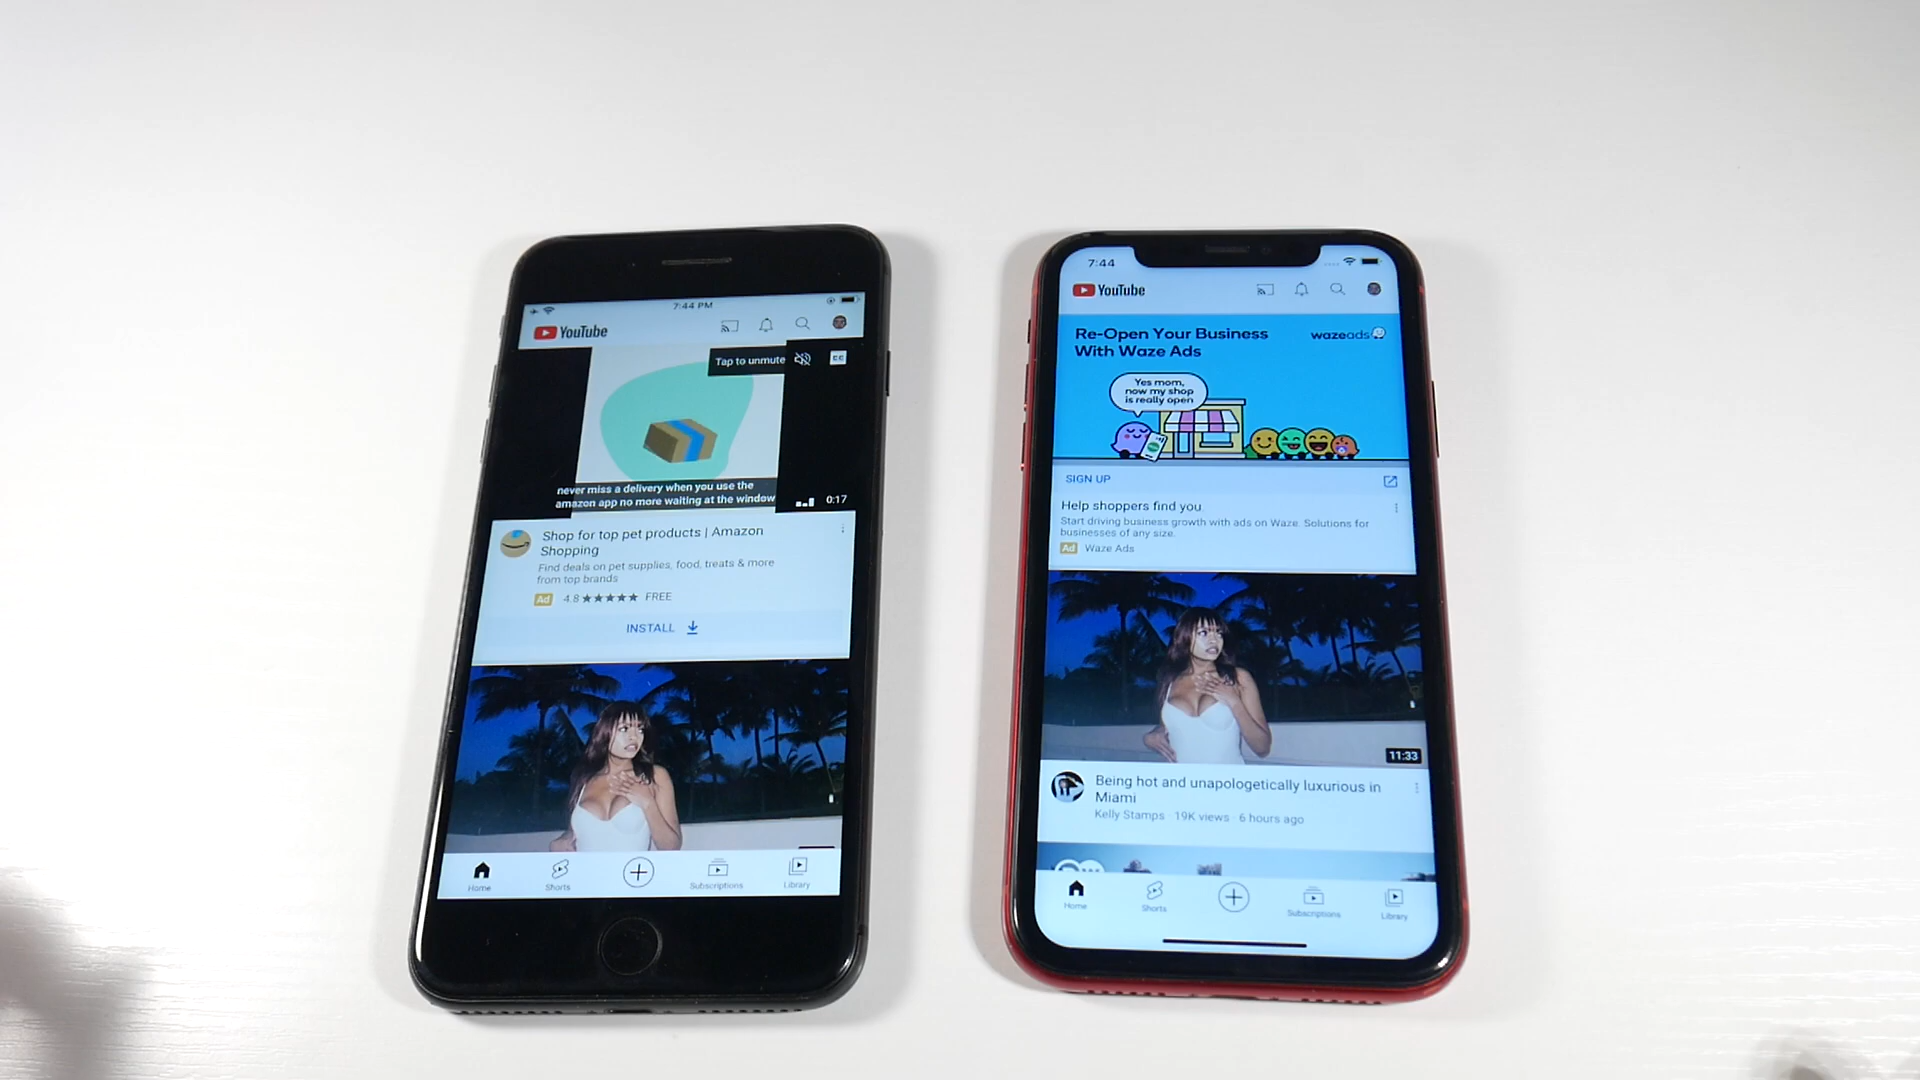 7:44 PM
YouTube
Tap to unmute
CC
never miss a delivery when you use the
amazon app no more waiting at the window
0:17
Shop for top pet products | Amazon
Shopping
Find deals on pet supplies, food, treats & more
from top brands
Ad 4.8 ★★★★★ FREE
INSTALL
Home
Shorts
Subscriptions
Library
7:44
YouTube
Re-Open Your Business
With Waze Ads
wazeads
Yes mom,
now my shop
is really open
SIGN UP
Help shoppers find you.
Start driving business growth with ads on Waze. Solutions for
businesses of any size.
Ad Waze Ads
11:33
Being hot and unapologetically luxurious in
Miami
Kelly Stamps · 19K views · 6 hours ago
Home
Shorts
Subscriptions
Library